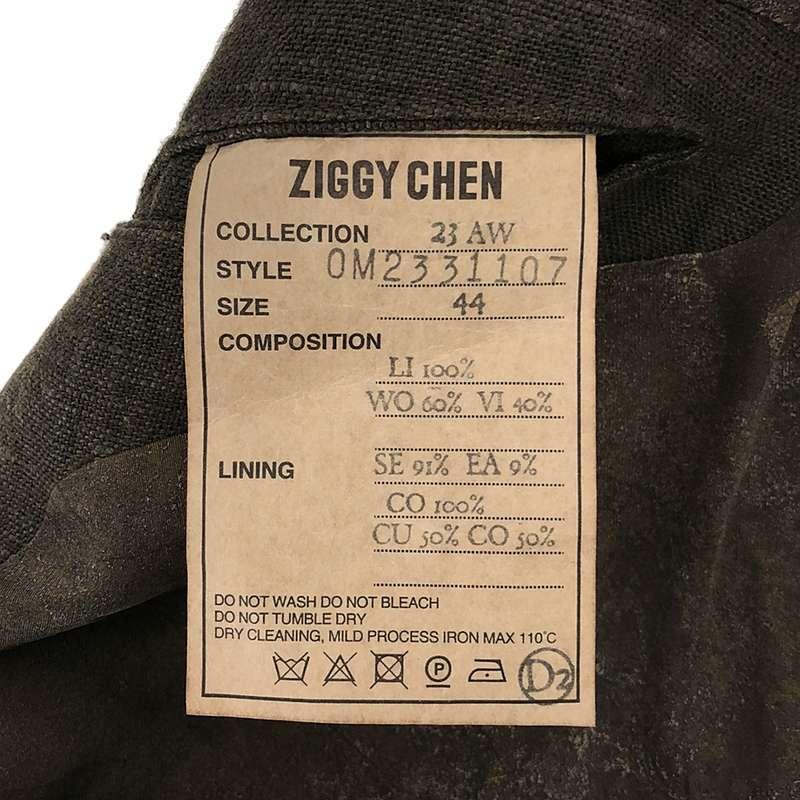 ZIGGY CHEN
COLLECTION 23 AW
STYLE 0M2331107
SIZE 44
COMPOSITION
LI 100%
WO 60% VI 40%
LINING SE 91% EA 9%
CO 100%
CU 50% CO 50%
DO NOT WASH DO NOT BLEACH
DO NOT TUMBLE DRY
DRY CLEANING, MILD PROCESS IRON MAX 110°C
P D2